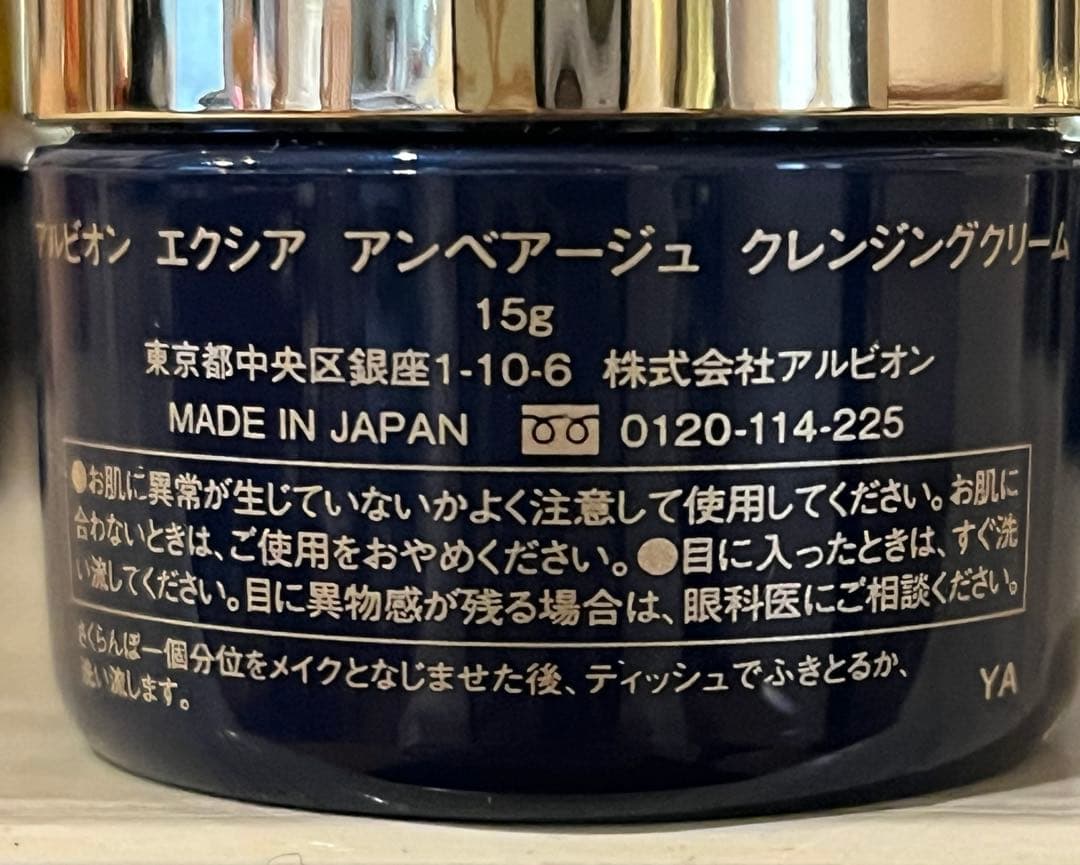 アルビオン エクシア アンベアージュ クレンジングクリーム
15g
東京都中央区銀座1-10-6 株式会社アルビオン
MADE IN JAPAN 0120-114-225
●お肌に異常が生じていないかよく注意して使用してください。お肌に
合わないときは、ご使用をおやめください。●目に入ったときは、すぐ洗
い流してください。目に異物感が残る場合は、眼科医にご相談ください。
さくらんぼ一個分位をメイクとなじませた後、ティッシュでふきとるか、
洗い流します。
YA